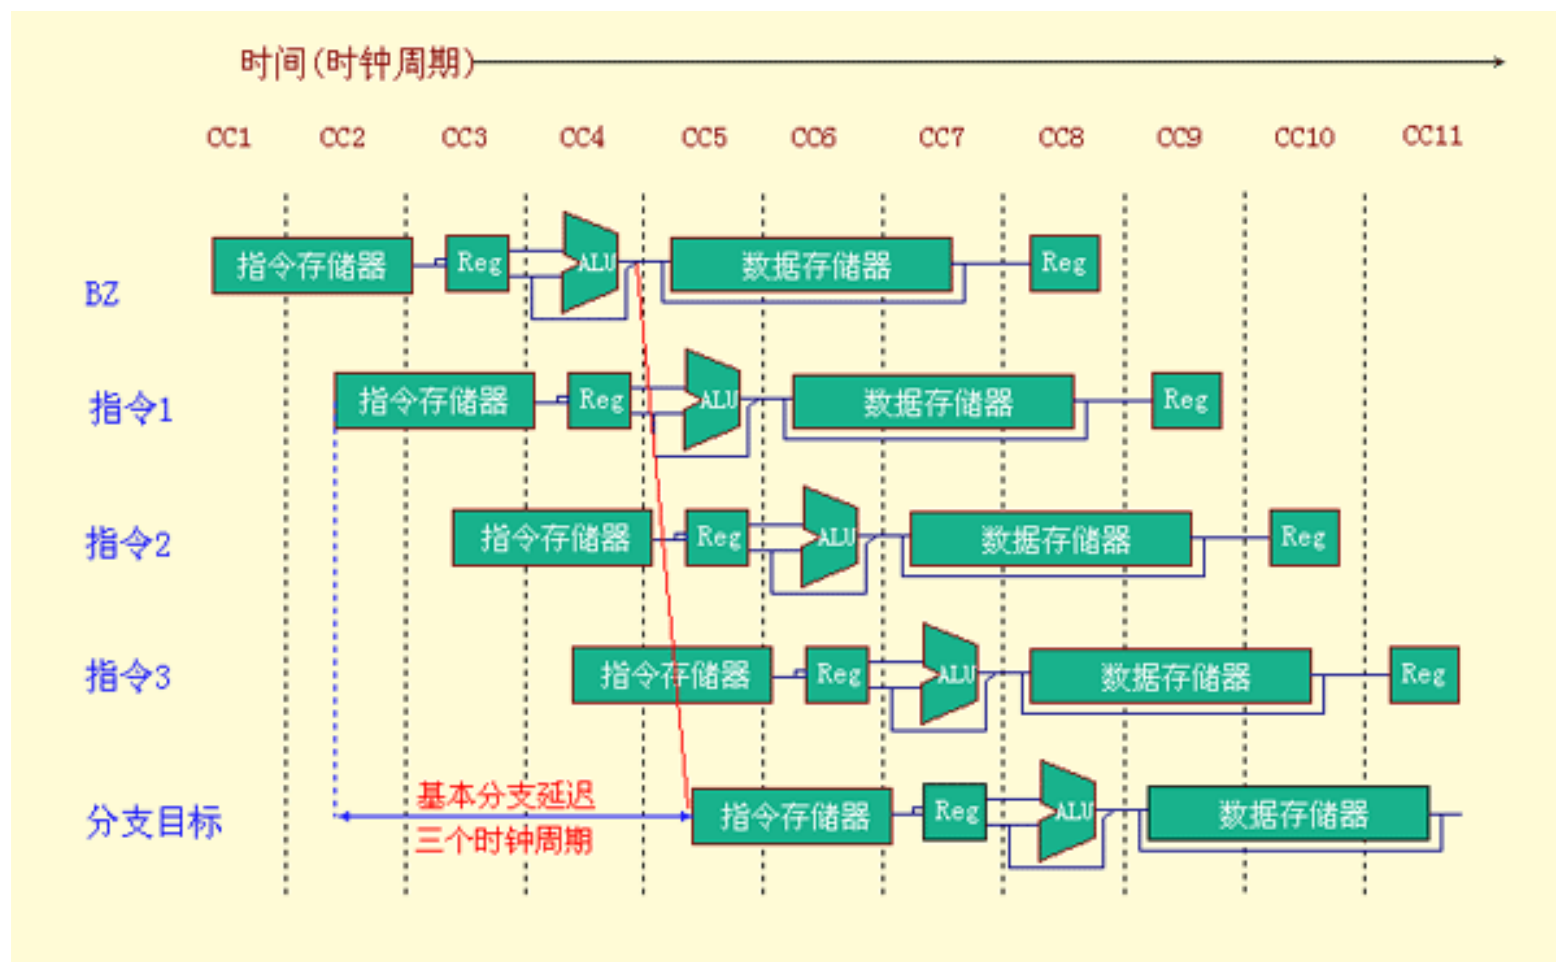 时间(时钟周期)
CC1 CC2 CC3 CC4 CC5 CC6 CC7 CC8 CC9 CC10 CC11
BZ 指令存储器 Reg ALU 数据存储器 Reg
指令1 指令存储器 Reg ALU 数据存储器 Reg
指令2 指令存储器 Reg ALU 数据存储器 Reg
指令3 指令存储器 Reg ALU 数据存储器 Reg
分支目标 基本分支延迟 指令存储器 Reg ALU 数据存储器
三个时钟周期